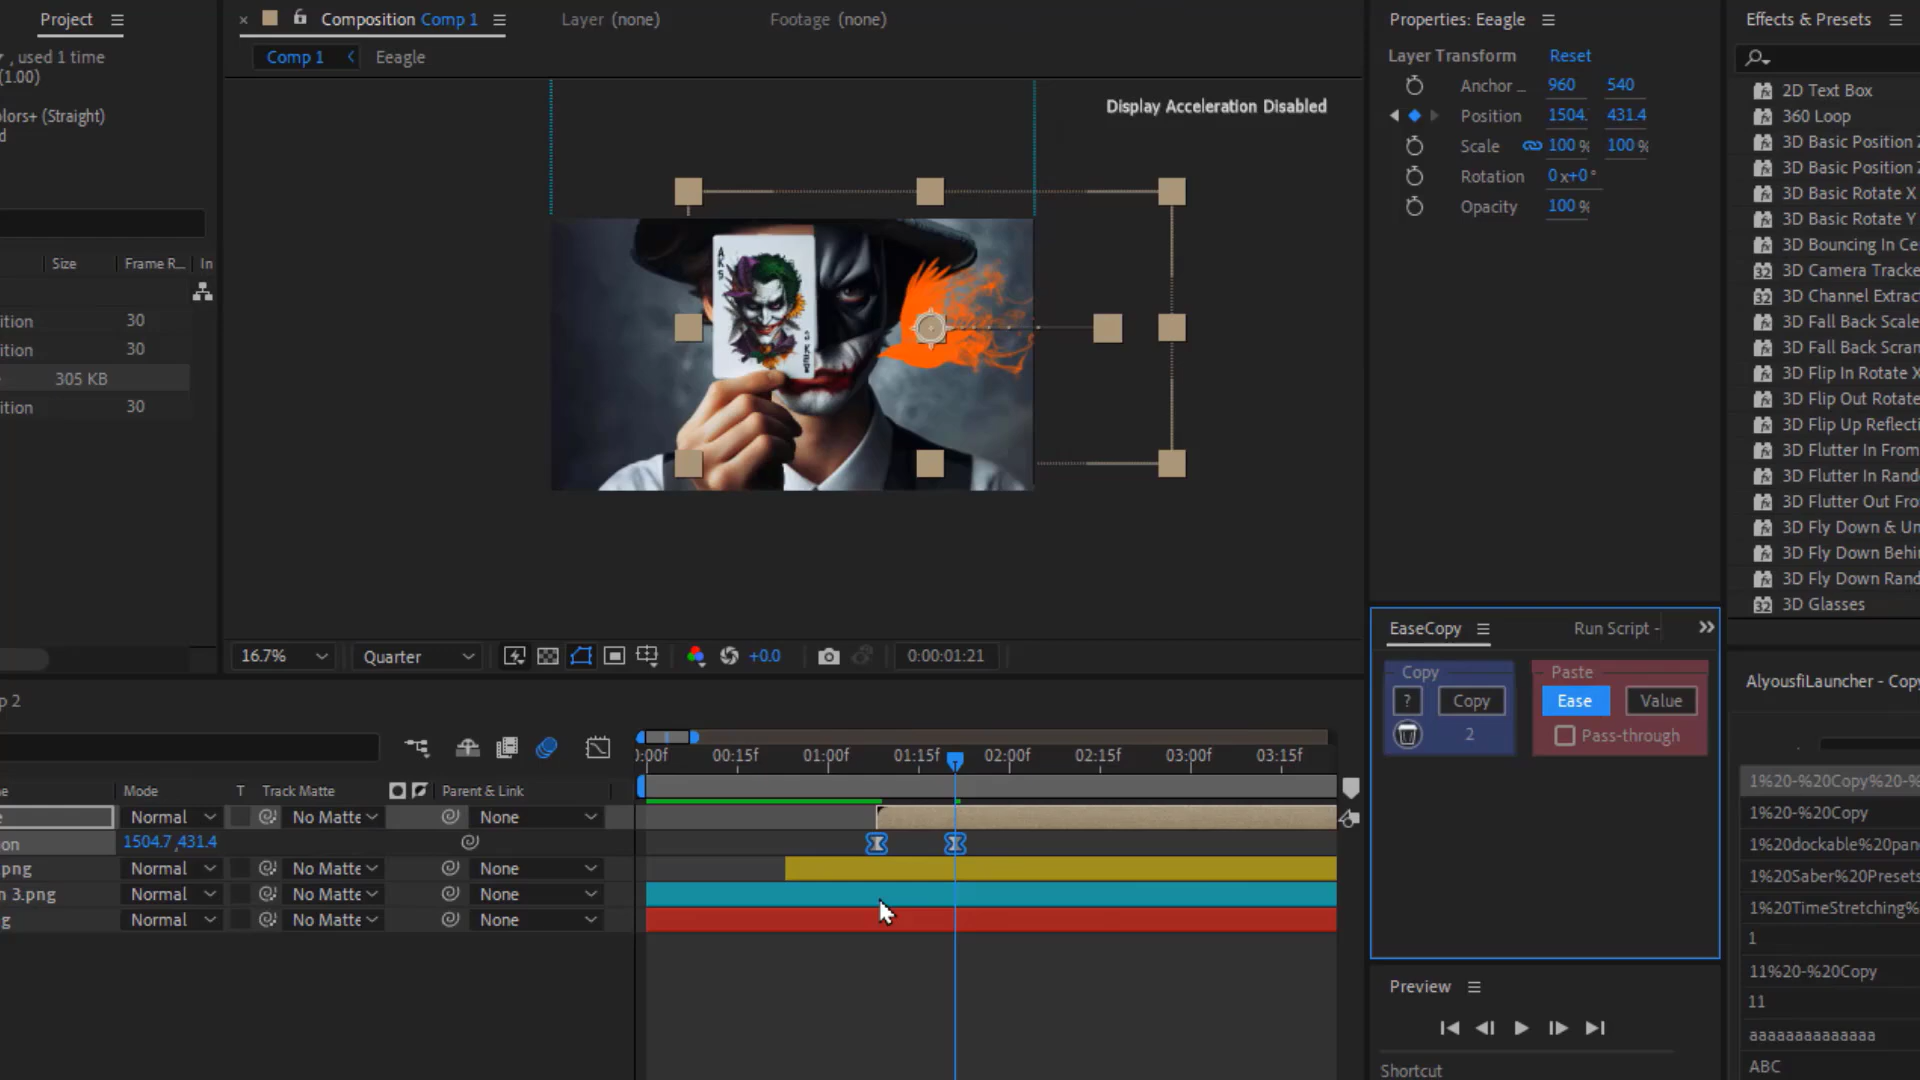 Project
Composition Comp 1
Layer (none)
Footage (none)
Properties: Eeagle
Effects & Presets
, used 1 time
(1.00)
olors+ (Straight)
d
Comp 1
Eeagle
Display Acceleration Disabled
Layer Transform
Reset
Anchor ..
960
540
Position
1504.
431.4
Scale
100 %
100 %
Rotation
0x+0°
Opacity
100 %
2D Text Box
360 Loop
3D Basic Position Z
3D Basic Position Z
3D Basic Rotate X
3D Basic Rotate Y
3D Bouncing In Ce
3D Camera Tracke
3D Channel Extrac
3D Fall Back Scale
3D Fall Back Scran
3D Flip In Rotate X
3D Flip Out Rotate
3D Flip Up Reflecti
3D Flutter In From
3D Flutter In Rand
3D Flutter Out Fro
3D Fly Down & Un
3D Fly Down Behin
3D Fly Down Rand
3D Glasses
Size
Frame R...
In
ition
30
ition
30
305 KB
ition
30
16.7%
Quarter
+0.0
0:00:01:21
EaseCopy
Run Script -
Copy
?
Copy
2
Paste
Ease
Value
Pass-through
AlyousfiLauncher - Copy
1%20-%20Copy%20-%
1%20-%20Copy
1%20dockable%20pan
1%20Saber%20Presets
1%20TimeStretching%
1
11%20-%20Copy
11
aaaaaaaaaaaaaa
ABC
Preview
Shortcut
p 2
):00f
00:15f
01:00f
01:15f
02:00f
02:15f
03:00f
03:15f
ne
Mode
T
Track Matte
Parent & Link
e
Normal
No Matte
None
on
1504.7,431.4
.png
Normal
No Matte
None
n 3.png
Normal
No Matte
None
g
Normal
No Matte
None